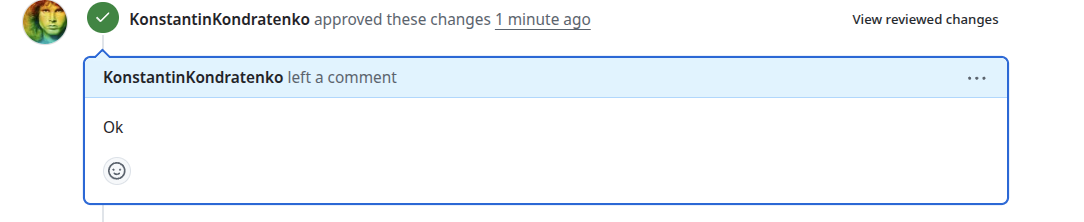 KonstantinKondratenko approved these changes 1 minute ago View reviewed changes
KonstantinKondratenko left a comment
Ok